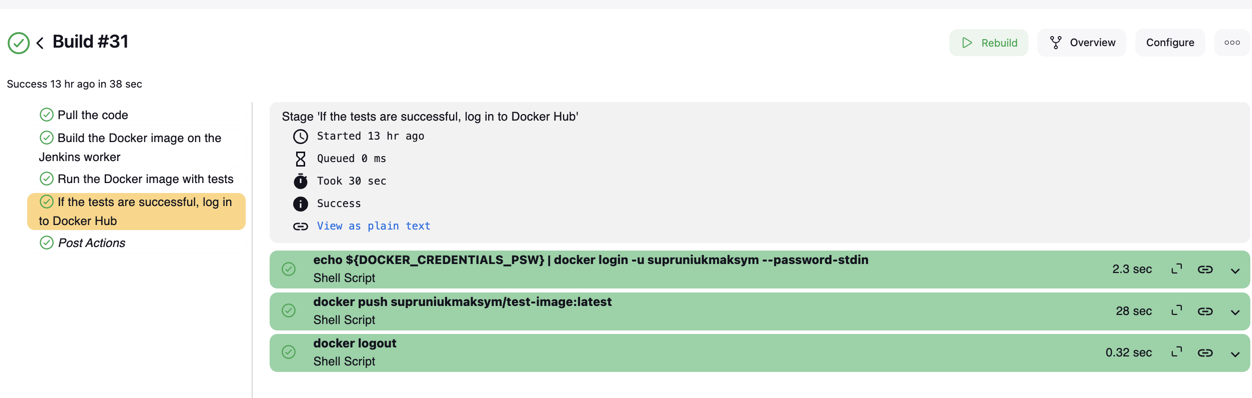 Build #31
Rebuild
Overview
Configure
Success 13 hr ago in 38 sec
Pull the code
Build the Docker image on the
Jenkins worker
Run the Docker image with tests
If the tests are successful, log in
to Docker Hub
Post Actions
Stage 'If the tests are successful, log in to Docker Hub'
Started 13 hr ago
Queued 0 ms
Took 30 sec
Success
View as plain text
echo ${DOCKER_CREDENTIALS_PSW} | docker login -u supruniukmaksym --password-stdin
Shell Script
2.3 sec
docker push supruniukmaksym/test-image:latest
Shell Script
28 sec
docker logout
Shell Script
0.32 sec